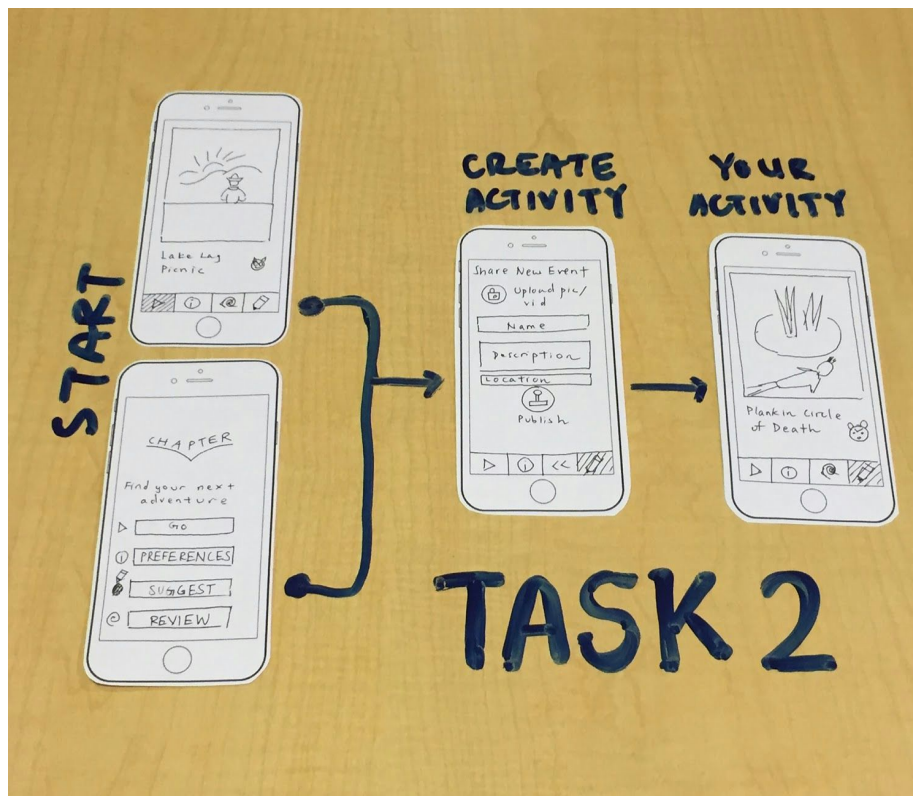 START
Lake Lag
Picnic
CHAPTER
Find your next
adventure
GO
PREFERENCES
SUGGEST
REVIEW
CREATE
ACTIVITY
Share New Event
Upload pic/
vid
Name
Description
Location
Publish
<<
YOUR
ACTIVITY
Plank in Circle
of Death
TASK 2